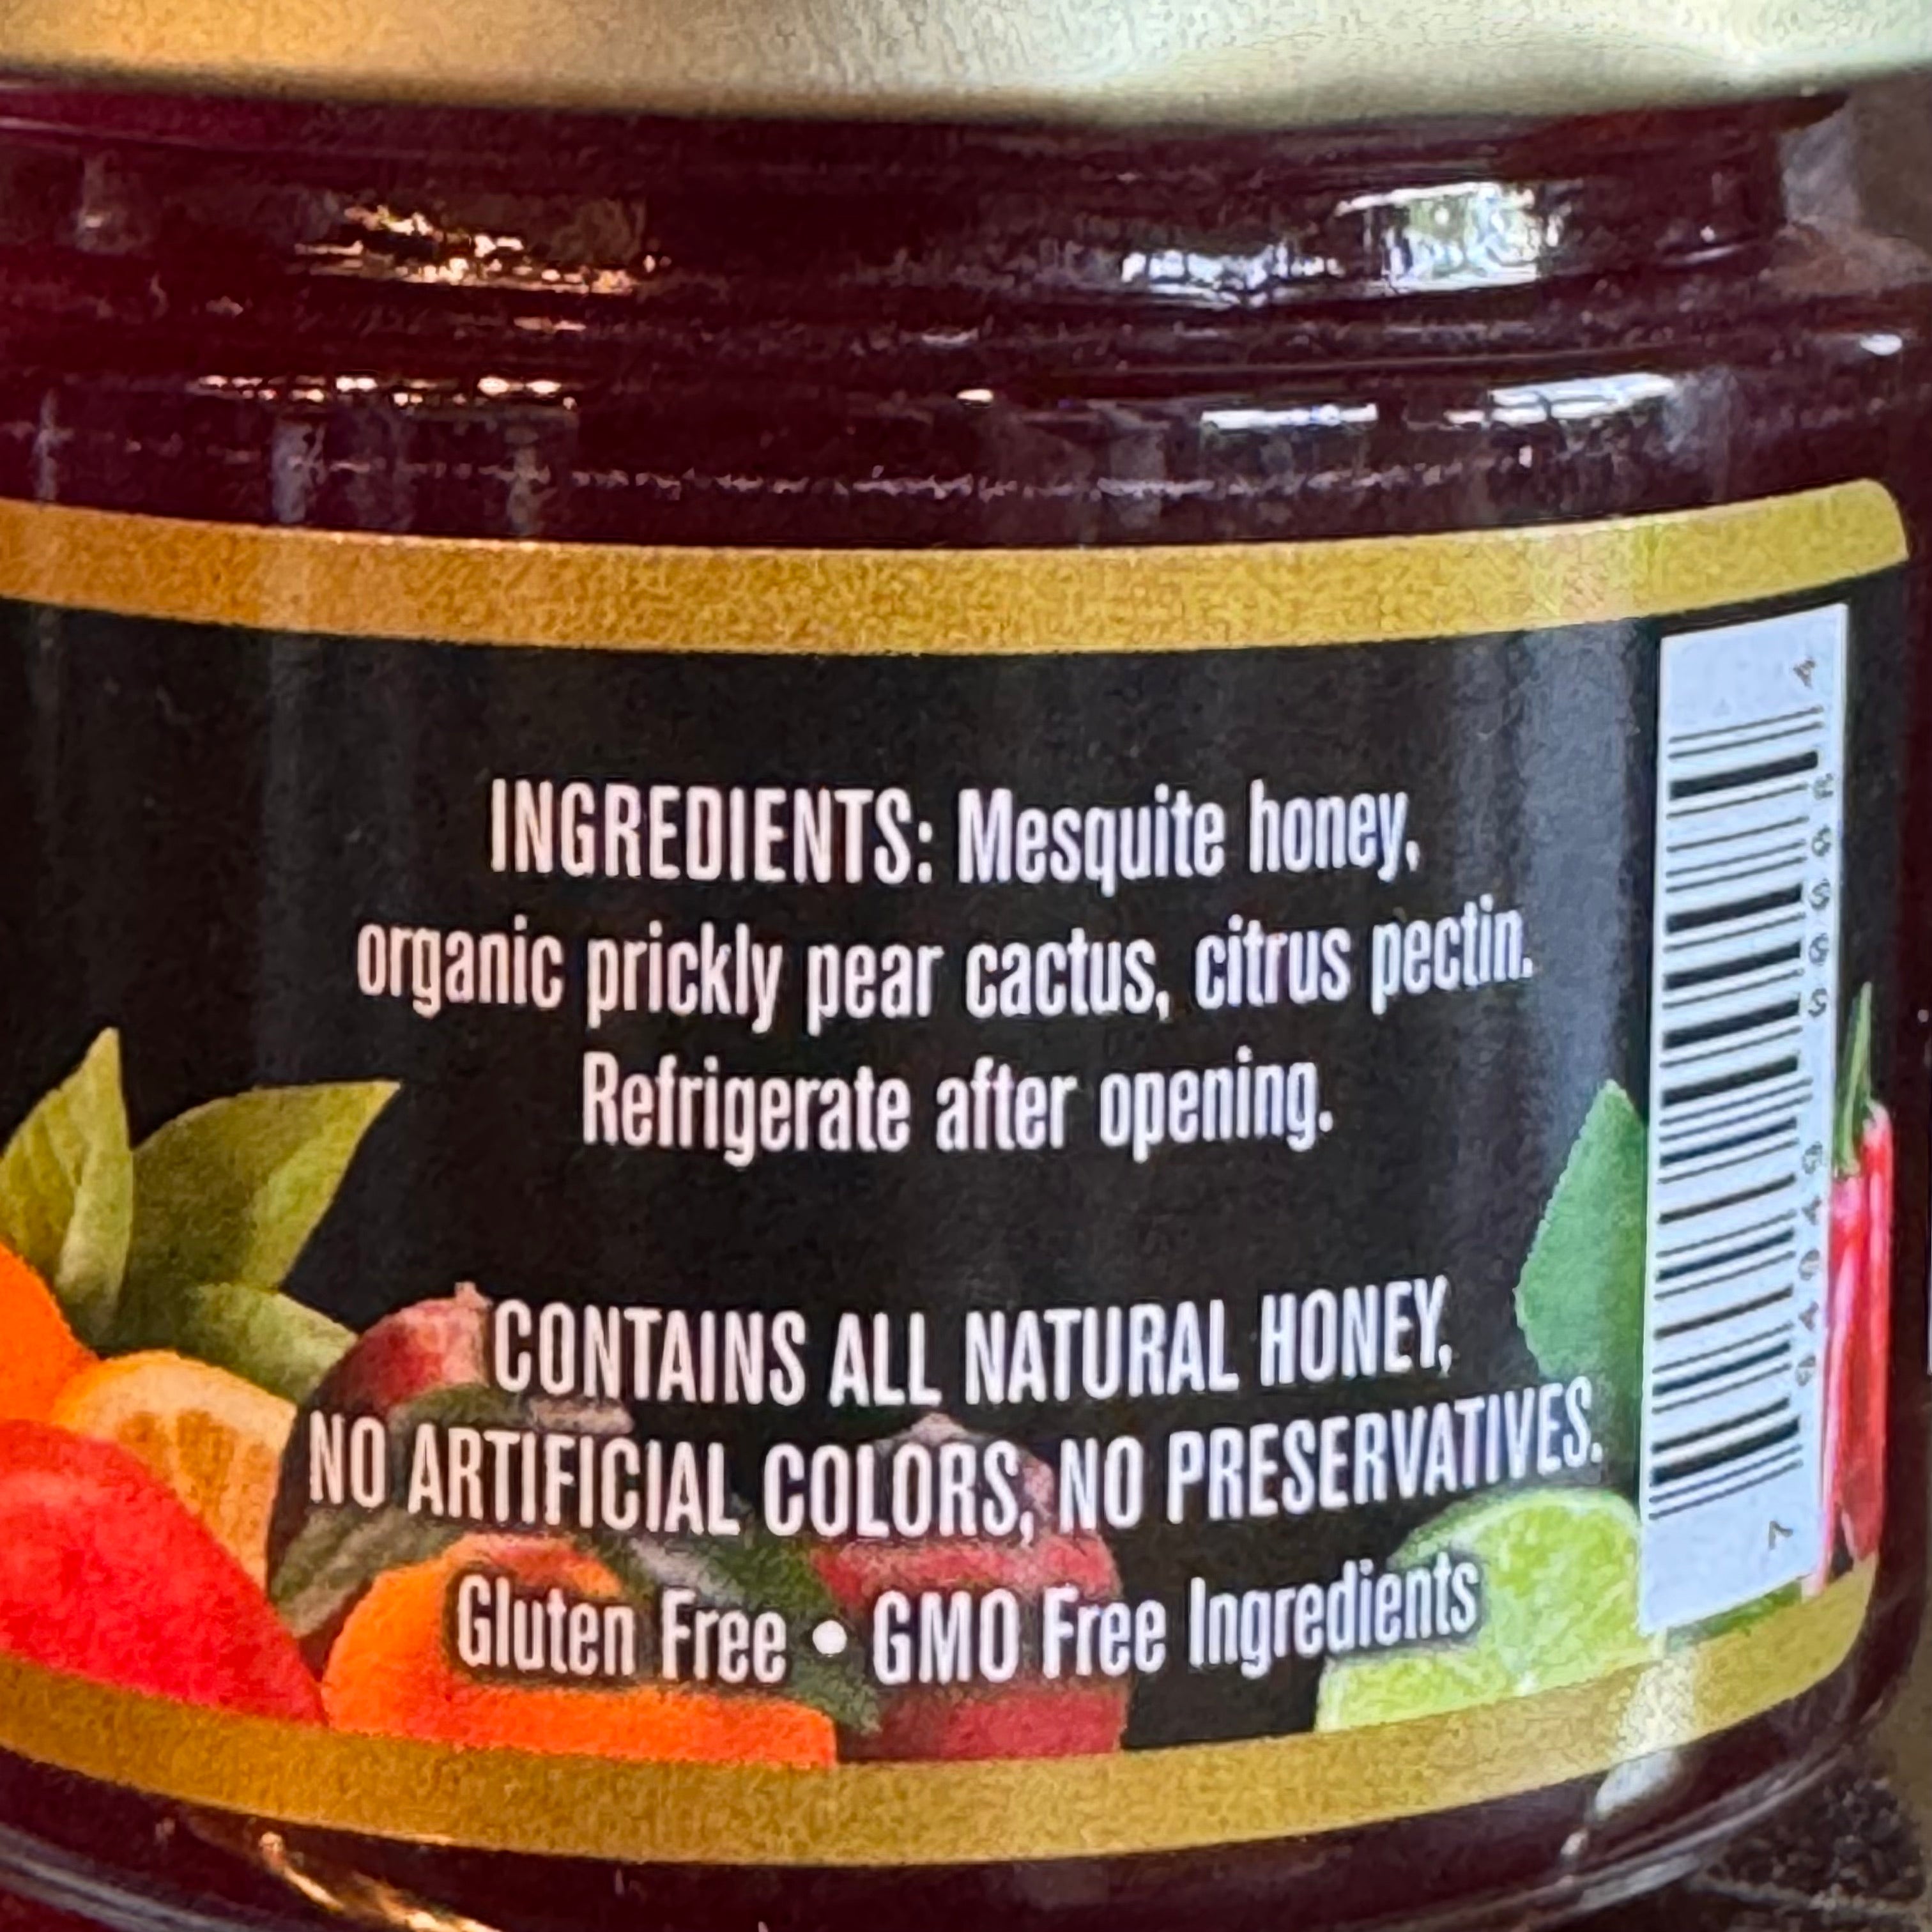 INGREDIENTS: Mesquite honey,
organic prickly pear cactus, citrus pectin.
Refrigerate after opening.
CONTAINS ALL NATURAL HONEY,
NO ARTIFICIAL COLORS, NO PRESERVATIVES.
Gluten Free • GMO Free Ingredients